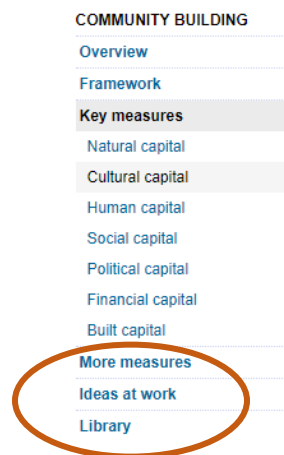 COMMUNITY BUILDING
Overview
Framework
Key measures
Natural capital
Cultural capital
Human capital
Social capital
Political capital
Financial capital
Built capital
More measures
Ideas at work
Library